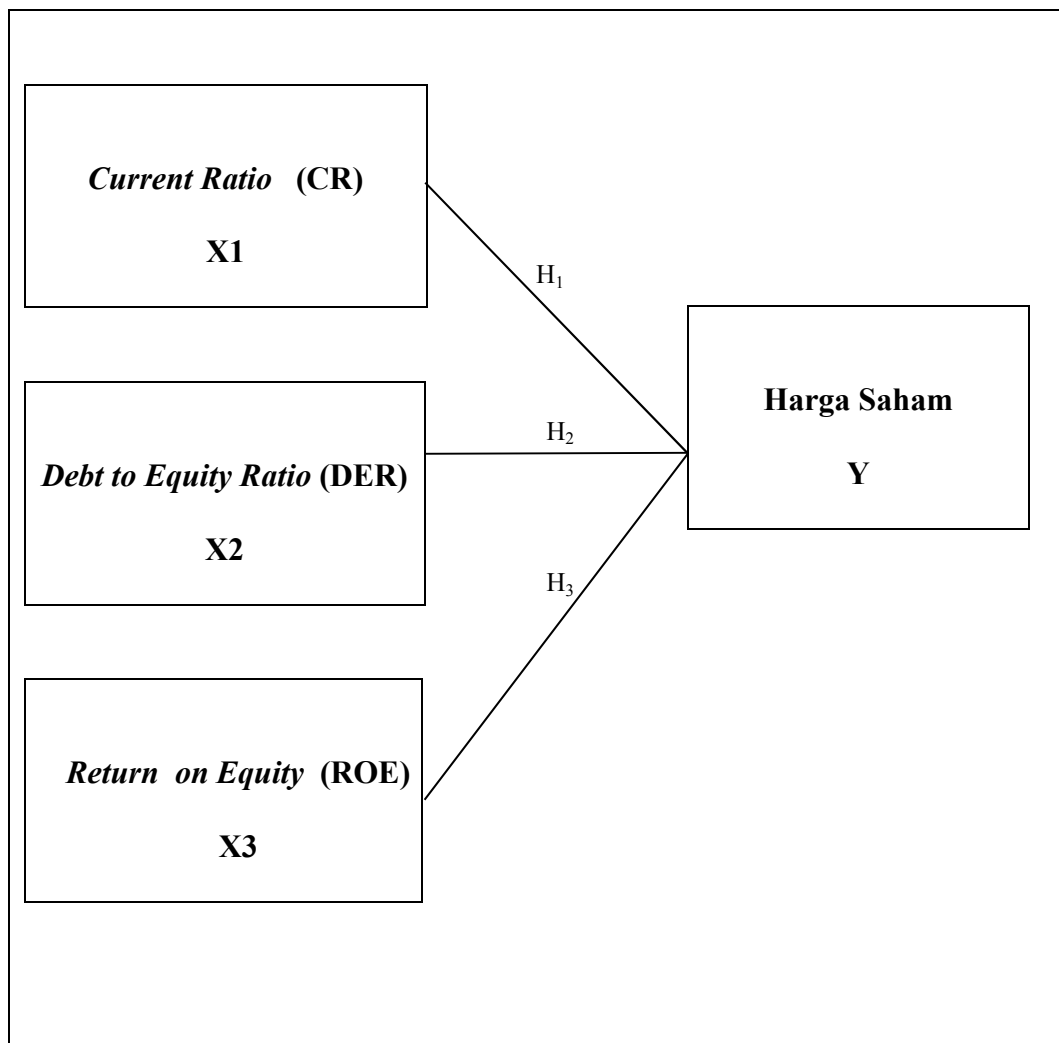 Current Ratio (CR)
X1
H₁
Harga Saham
Y
H₂
Debt to Equity Ratio (DER)
X2
H₃
Return on Equity (ROE)
X3